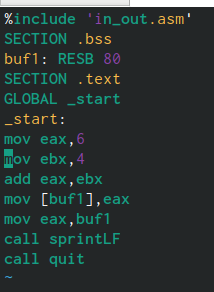 %include 'in_out.asm'
SECTION .bss
buf1: RESB 80
SECTION .text
GLOBAL _start
_start:
mov eax,6
mov ebx,4
add eax,ebx
mov [buf1],eax
mov eax,buf1
call sprintLF
call quit
~